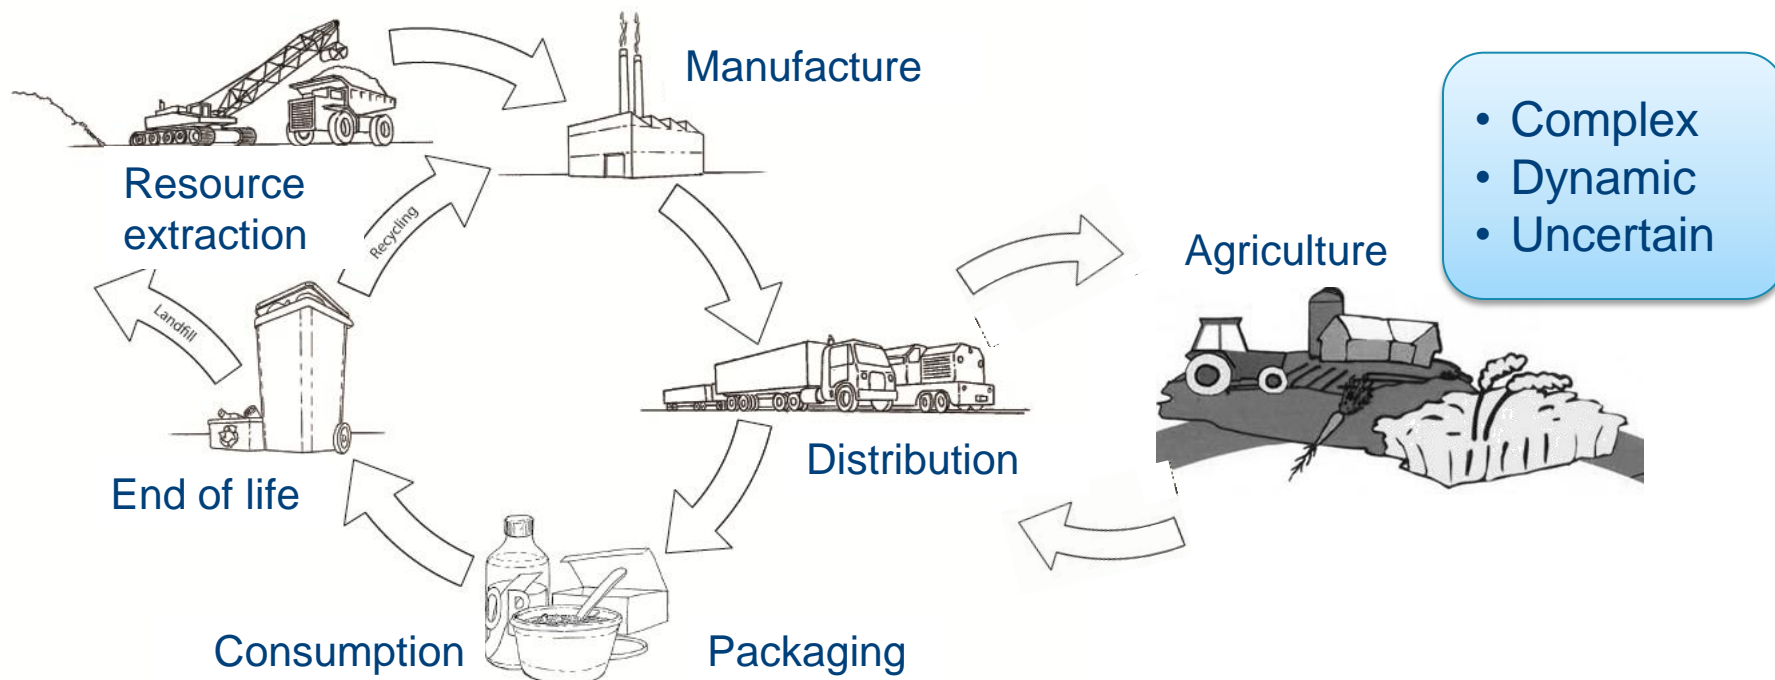 Manufacture
• Complex
• Dynamic
• Uncertain
Resource
extraction
Recycling
Agriculture
Landfill
Distribution
End of life
Consumption
Packaging